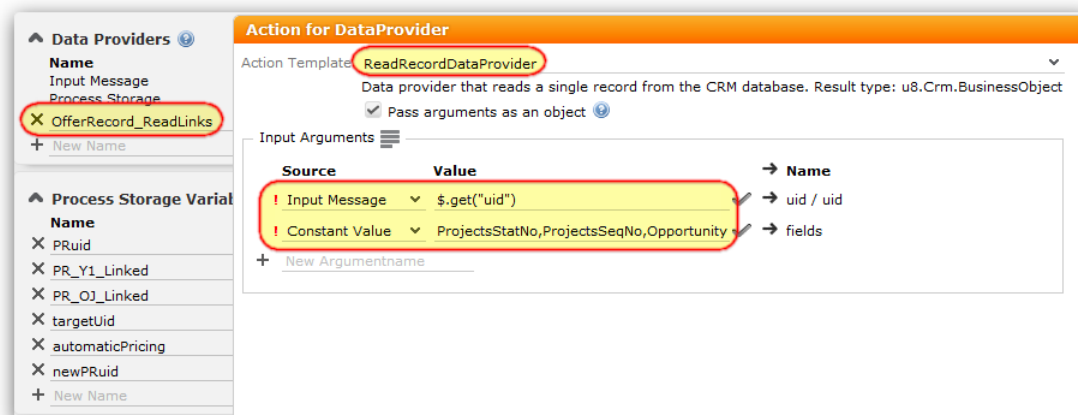 Data Providers
Name
Input Message
Process Storage
OfferRecord_ReadLinks
New Name
Process Storage Varial
Name
PRuid
PR_Y1_Linked
PR_OJ_Linked
targetUid
automaticPricing
newPRuid
New Name
Action for DataProvider
Action Template ReadRecordDataProvider
Data provider that reads a single record from the CRM database. Result type: u8.Crm.BusinessObject
Pass arguments as an object
Input Arguments
Source Value → Name
! Input Message $.get("uid") → uid / uid
! Constant Value ProjectsStatNo,ProjectsSeqNo,Opportunity → fields
+ New Argumentname